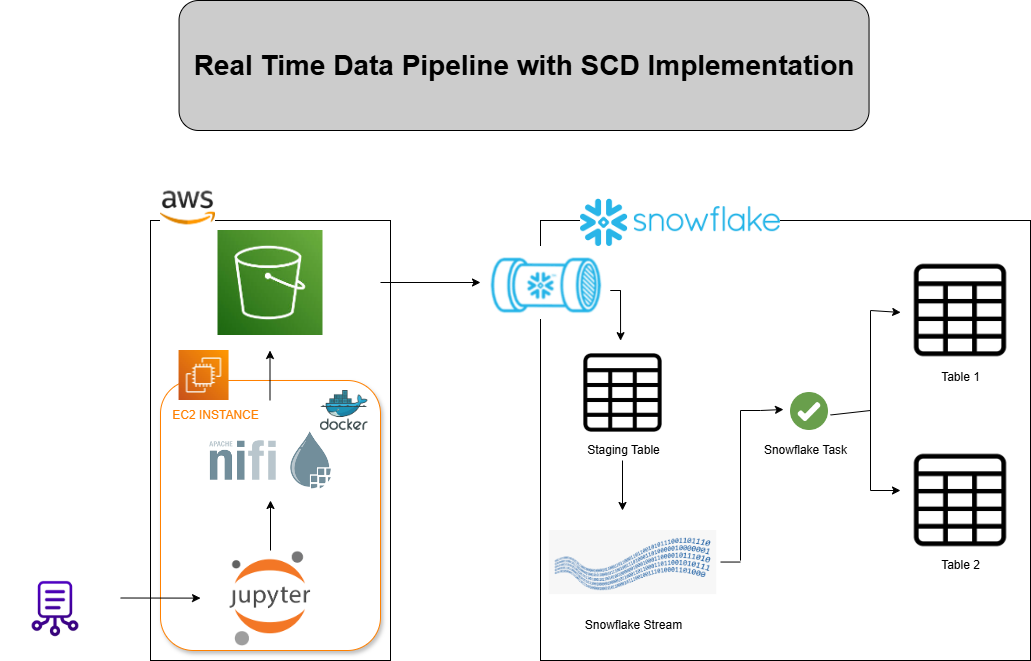 Real Time Data Pipeline with SCD Implementation
aws
snowflake
EC2 INSTANCE
docker
APACHE
nifi
jupyter
Staging Table
Snowflake Stream
Snowflake Task
Table 1
Table 2